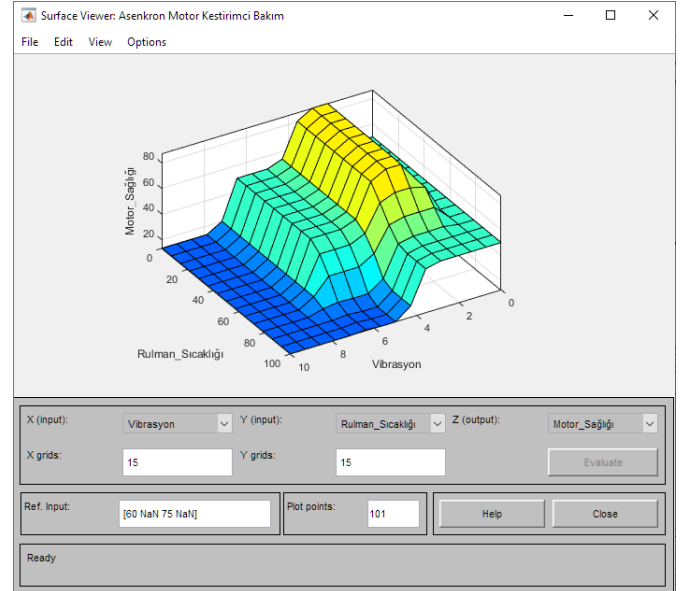 Surface Viewer: Asenkron Motor Kestirimci Bakım
File Edit View Options
80
60
40
20
Motor_Sağlığı
0
20
40
60
80
100
Rulman_Sıcaklığı
10
8
6
4
2
0
Vibrasyon
X (input): Vibrasyon Y (input): Rulman_Sıcaklığı Z (output): Motor_Sağlığı
X grids: 15 Y grids: 15 Evaluate
Ref. Input: [60 NaN 75 NaN] Plot points: 101 Help Close
Ready